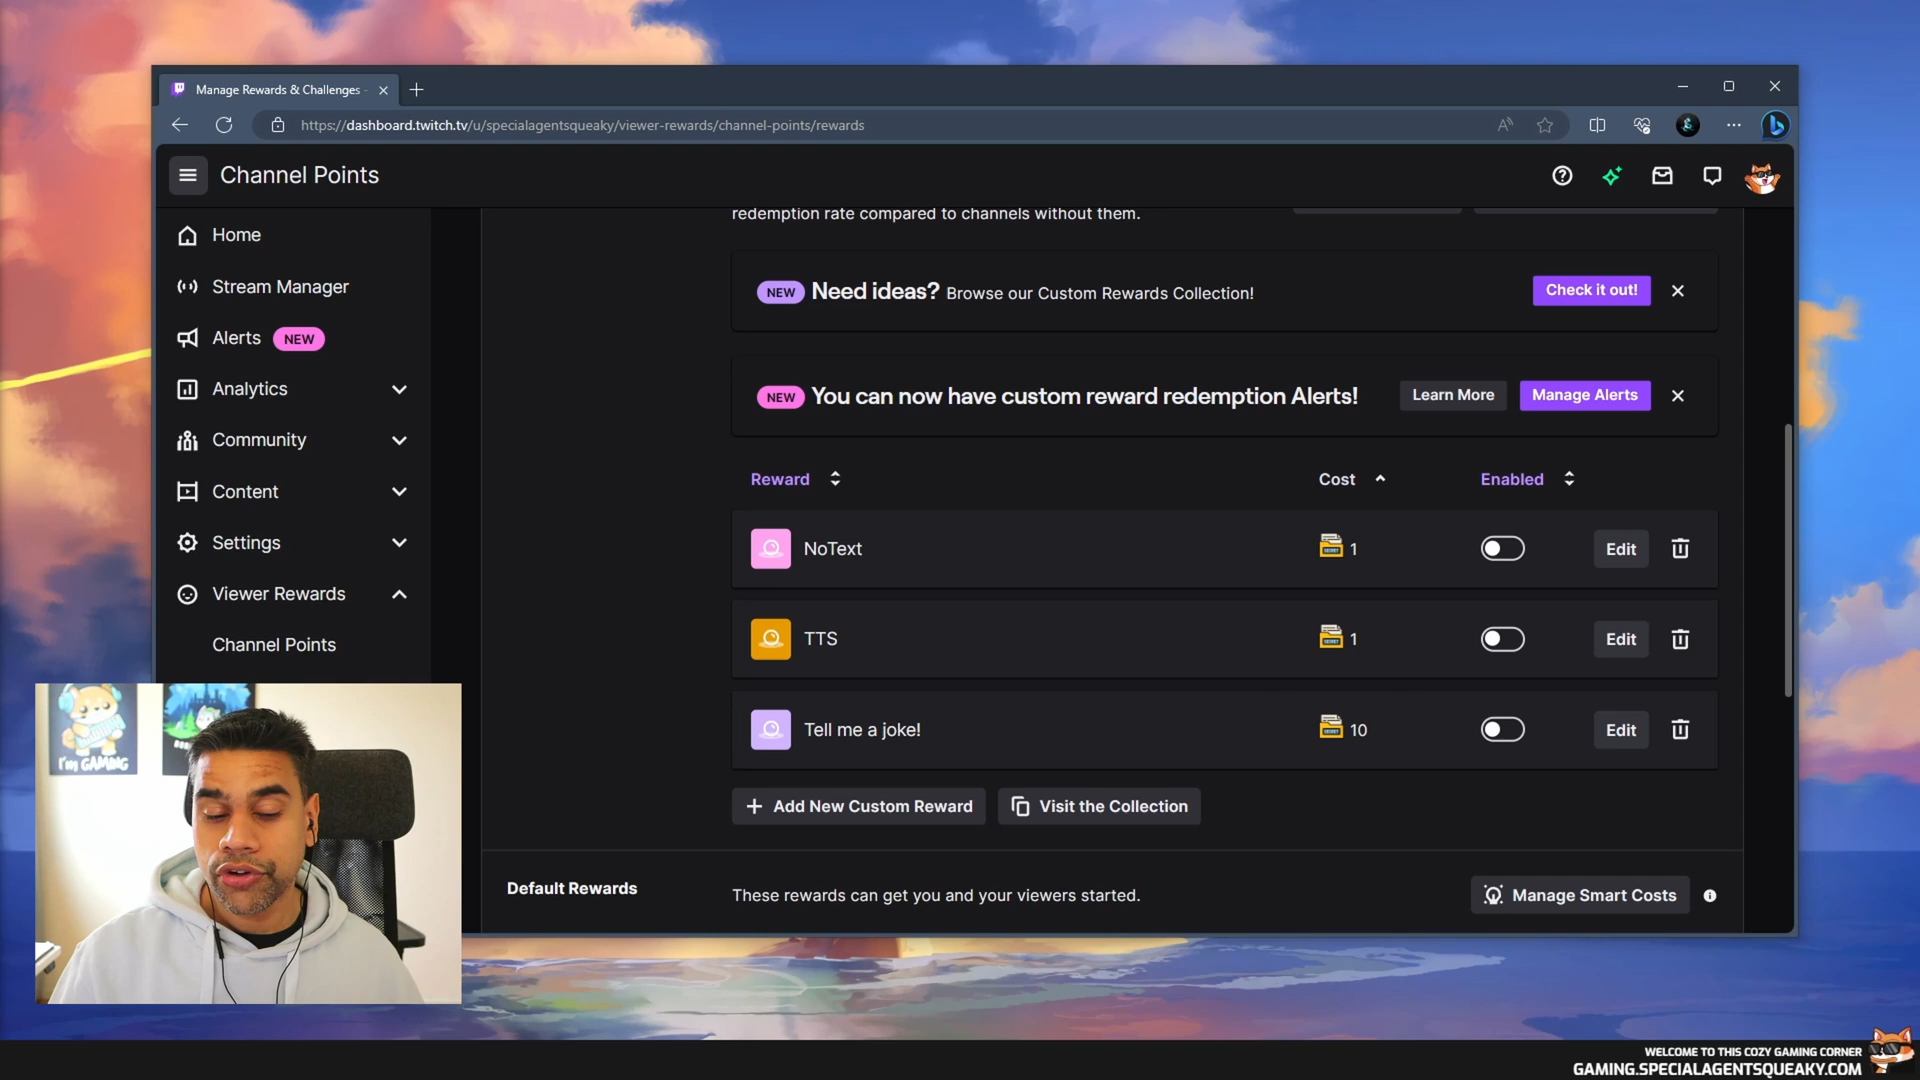 Manage Rewards & Challenges -
https://dashboard.twitch.tv/u/specialagentsqueaky/viewer-rewards/channel-points/rewards
Channel Points
Home
Stream Manager
Alerts NEW
Analytics
Community
Content
Settings
Viewer Rewards
Channel Points
redemption rate compared to channels without them.
NEW Need ideas? Browse our Custom Rewards Collection! Check it out!
NEW You can now have custom reward redemption Alerts! Learn More Manage Alerts
Reward Cost Enabled
NoText 1 Edit
TTS 1 Edit
Tell me a joke! 10 Edit
Add New Custom Reward Visit the Collection
Default Rewards These rewards can get you and your viewers started. Manage Smart Costs
I'm GAMING
WELCOME TO THIS COZY GAMING CORNER
GAMING.SPECIALAGENTSQUEAKY.COM